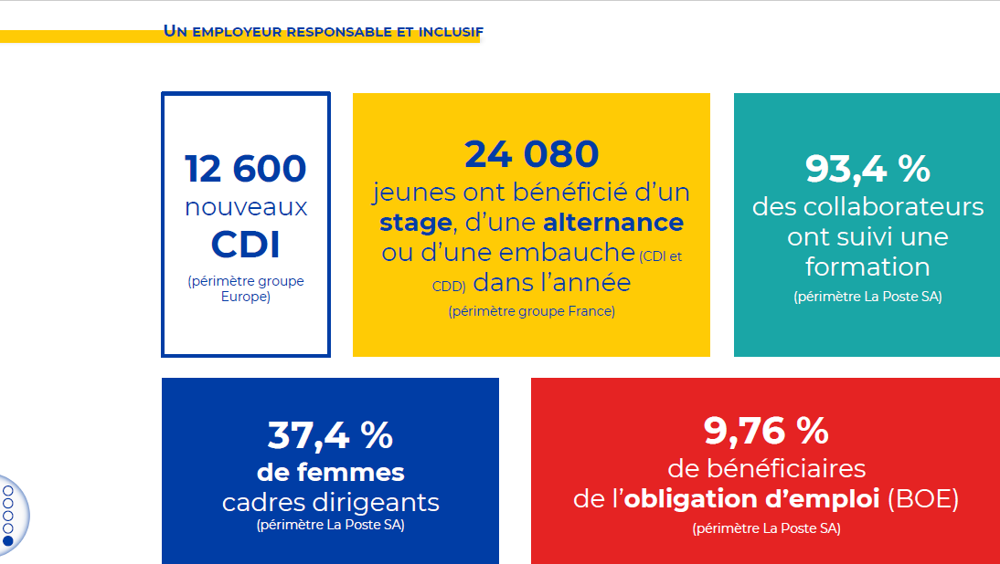 Un employeur responsable et inclusif
12 600
nouveaux
CDI
(périmètre groupe
Europe)
24 080
jeunes ont bénéficié d’un
stage, d’une alternance
ou d’une embauche (CDI et
CDD) dans l’année
(périmètre groupe France)
93,4 %
des collaborateurs
ont suivi une
formation
(périmètre La Poste SA)
37,4 %
de femmes
cadres dirigeants
(périmètre La Poste SA)
9,76 %
de bénéficiaires
de l’obligation d’emploi (BOE)
(périmètre La Poste SA)